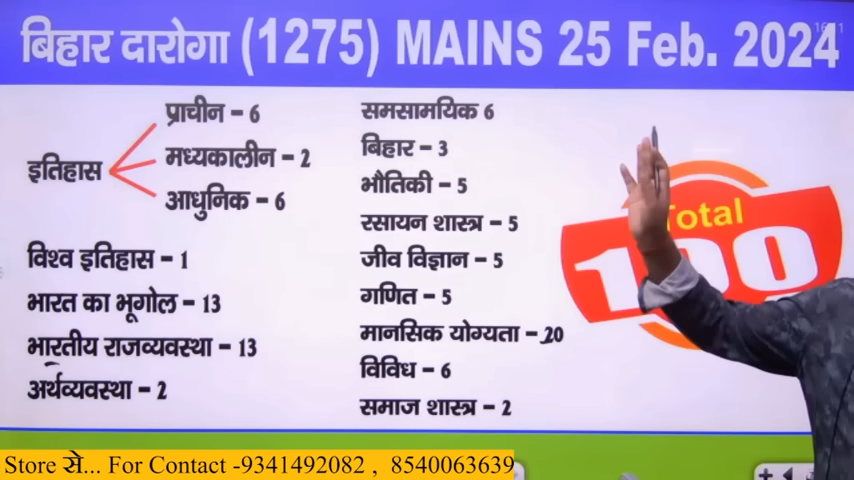 बिहार दारोगा (1275) MAINS 25 Feb. 2024
इतिहास
प्राचीन - 6
मध्यकालीन - 2
आधुनिक - 6
विश्व इतिहास - 1
भारत का भूगोल - 13
भारतीय राजव्यवस्था - 13
अर्थव्यवस्था - 2
समसामयिक 6
बिहार - 3
भौतिकी - 5
रसायन शास्त्र - 5
जीव विज्ञान - 5
गणित - 5
मानसिक योग्यता - 20
विविध - 6
समाज शास्त्र - 2
Total
Store से... For Contact -9341492082 , 8540063639